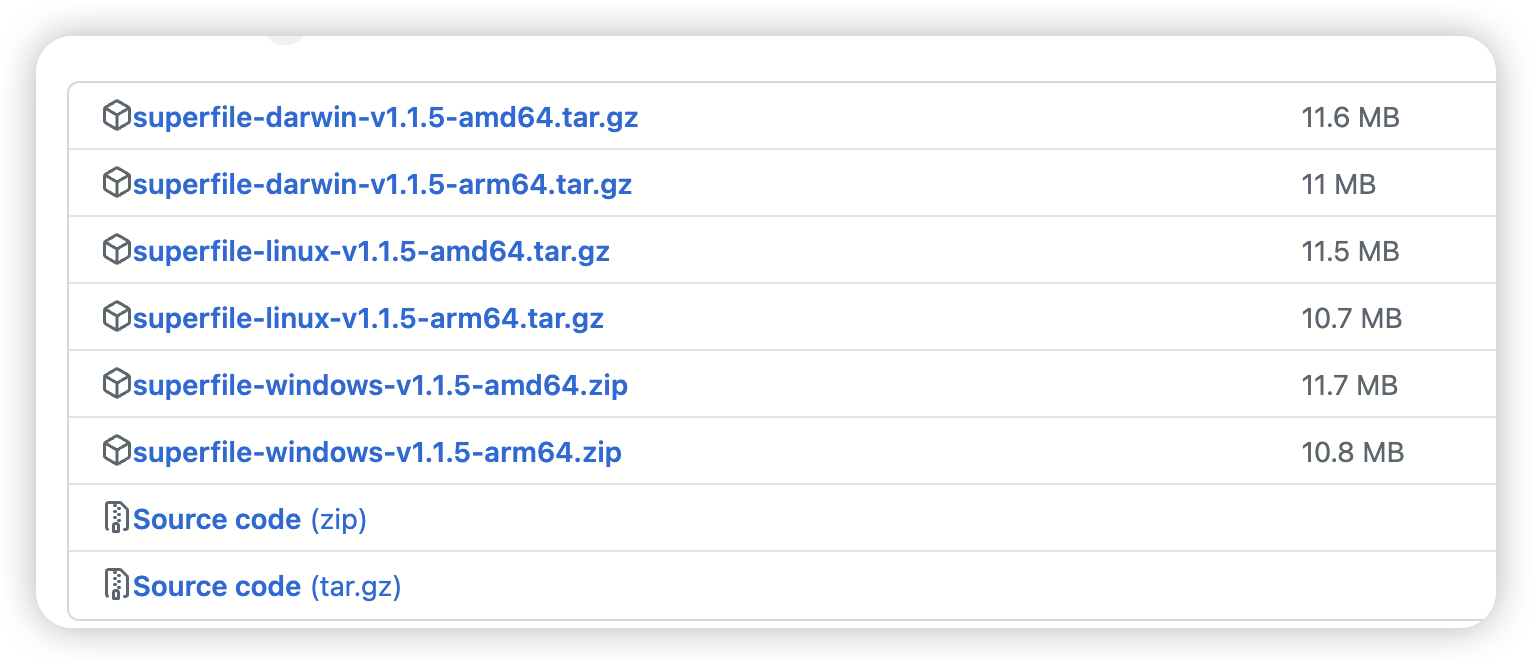 superfile-darwin-v1.1.5-amd64.tar.gz 11.6 MB
superfile-darwin-v1.1.5-arm64.tar.gz 11 MB
superfile-linux-v1.1.5-amd64.tar.gz 11.5 MB
superfile-linux-v1.1.5-arm64.tar.gz 10.7 MB
superfile-windows-v1.1.5-amd64.zip 11.7 MB
superfile-windows-v1.1.5-arm64.zip 10.8 MB
Source code (zip)
Source code (tar.gz)